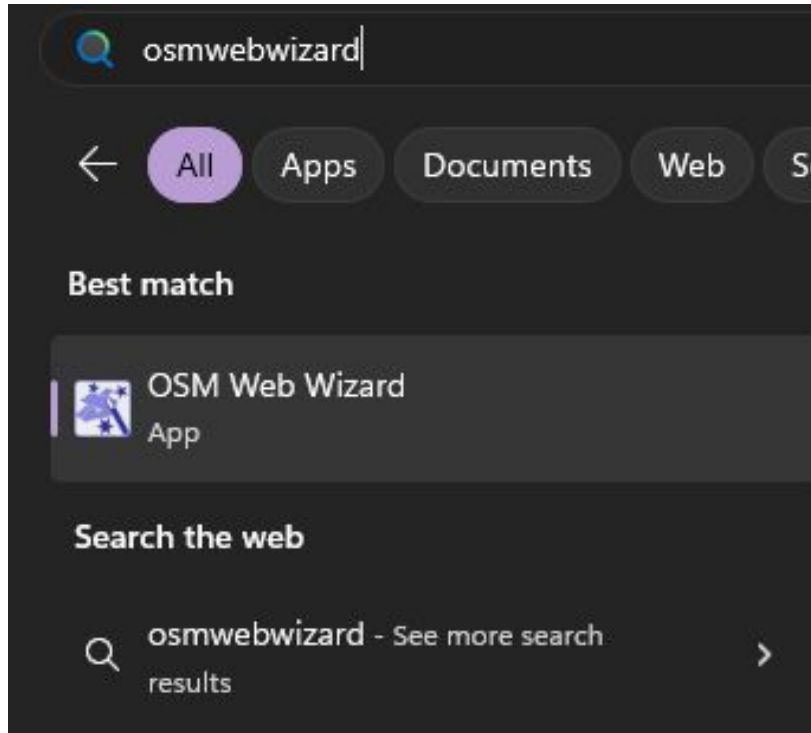 osmwebwizard
All Apps Documents Web
Best match
OSM Web Wizard
App
Search the web
osmwebwizard - See more search
results